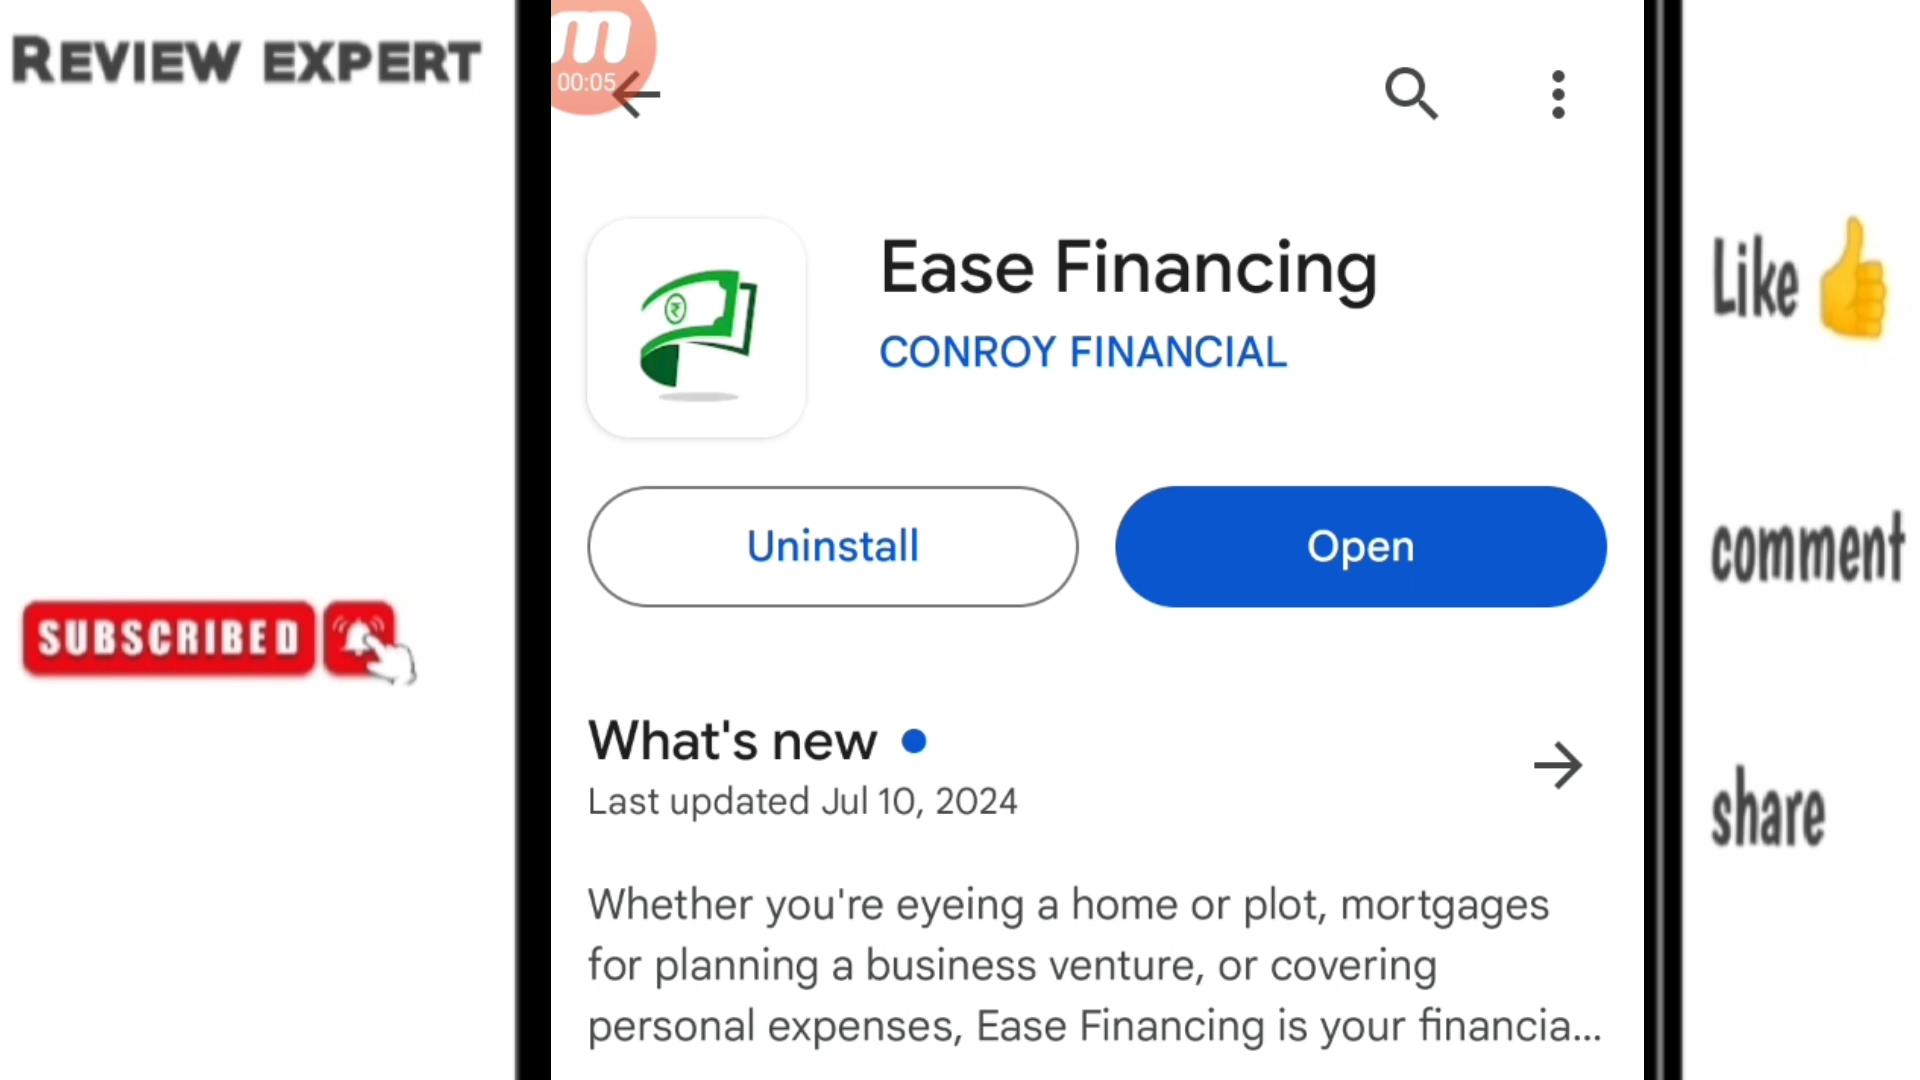 REVIEW EXPERT
m
00:05
Ease Financing
CONROY FINANCIAL
₹
Uninstall
Open
What's new
Last updated Jul 10, 2024
Whether you're eyeing a home or plot, mortgages
for planning a business venture, or covering
personal expenses, Ease Financing is your financia...
SUBSCRIBED
Like
comment
share